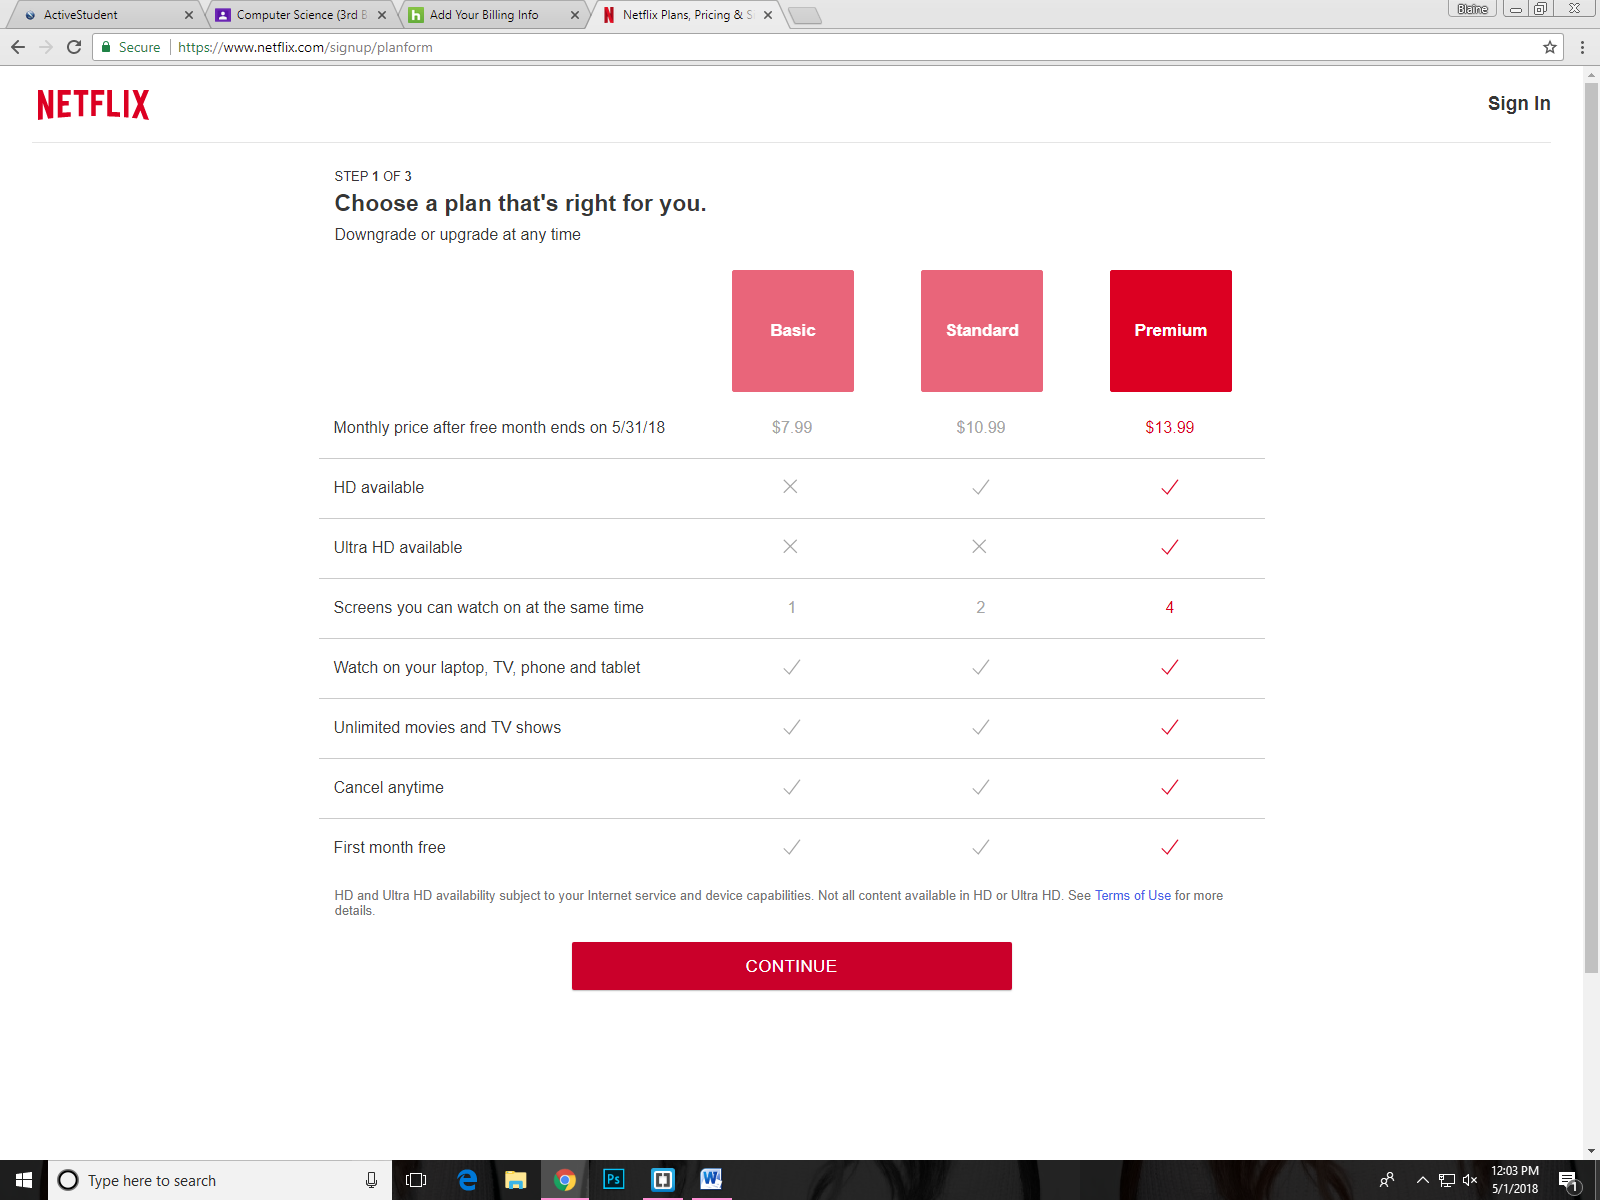 ActiveStudent
Computer Science (3rd B
Add Your Billing Info
Netflix Plans, Pricing & S
Blaine
Secure
https://www.netflix.com/signup/planform
NETFLIX
Sign In
STEP 1 OF 3
Choose a plan that's right for you.
Downgrade or upgrade at any time
Basic Standard Premium
Monthly price after free month ends on 5/31/18 $7.99 $10.99 $13.99
HD available
Ultra HD available
Screens you can watch on at the same time 1 2 4
Watch on your laptop, TV, phone and tablet
Unlimited movies and TV shows
Cancel anytime
First month free
HD and Ultra HD availability subject to your Internet service and device capabilities. Not all content available in HD or Ultra HD. See Terms of Use for more
details.
CONTINUE
Type here to search
Ps
W
12:03 PM
5/1/2018
1